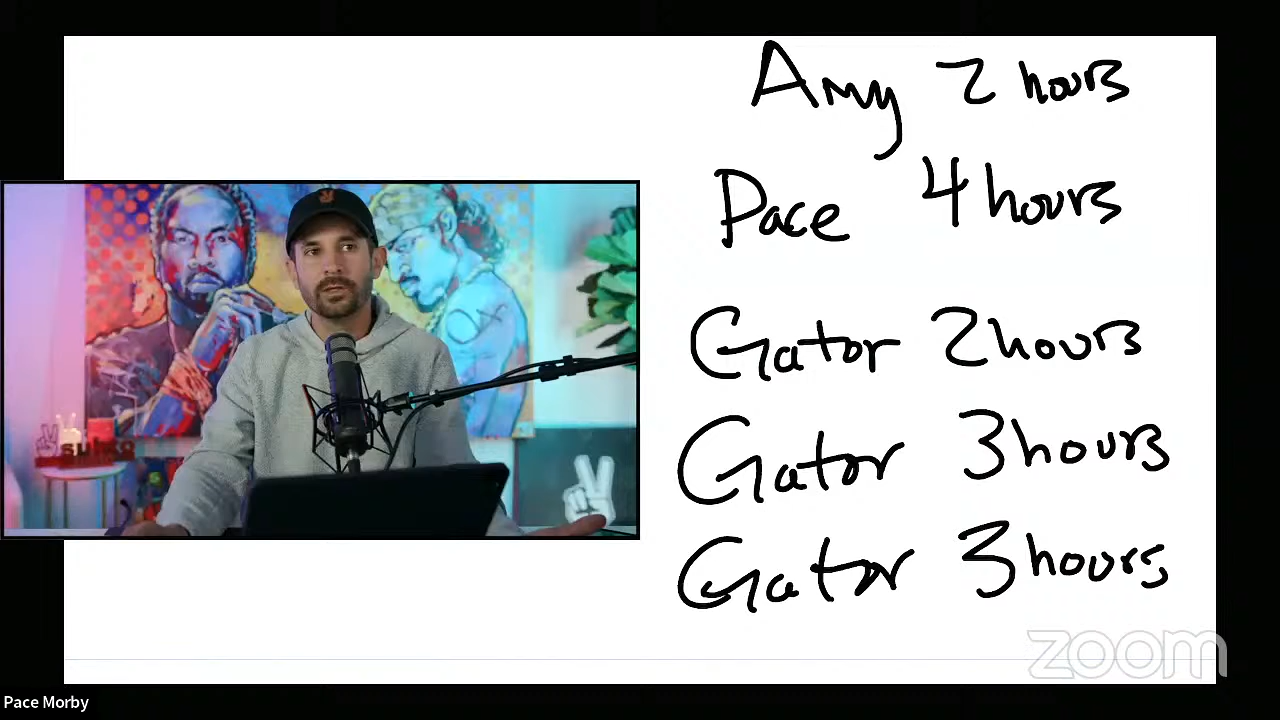 Amy 2 hours
Pace 4 hours
Gator 2 hours
Gator 3 hours
Gator 3 hours
zoom
Pace Morby